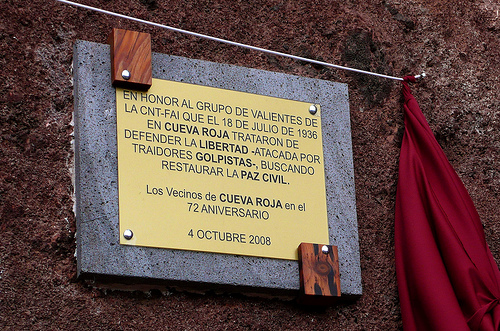 EN HONOR AL GRUPO DE VALIENTES DE
LA CNT-FAI QUE EL 18 DE JULIO DE 1936
EN CUEVA ROJA TRATARON DE
DEFENDER LA LIBERTAD -ATACADA POR
TRAIDORES GOLPISTAS-, BUSCANDO
RESTAURAR LA PAZ CIVIL.
Los Vecinos de CUEVA ROJA en el
72 ANIVERSARIO
4 OCTUBRE 2008